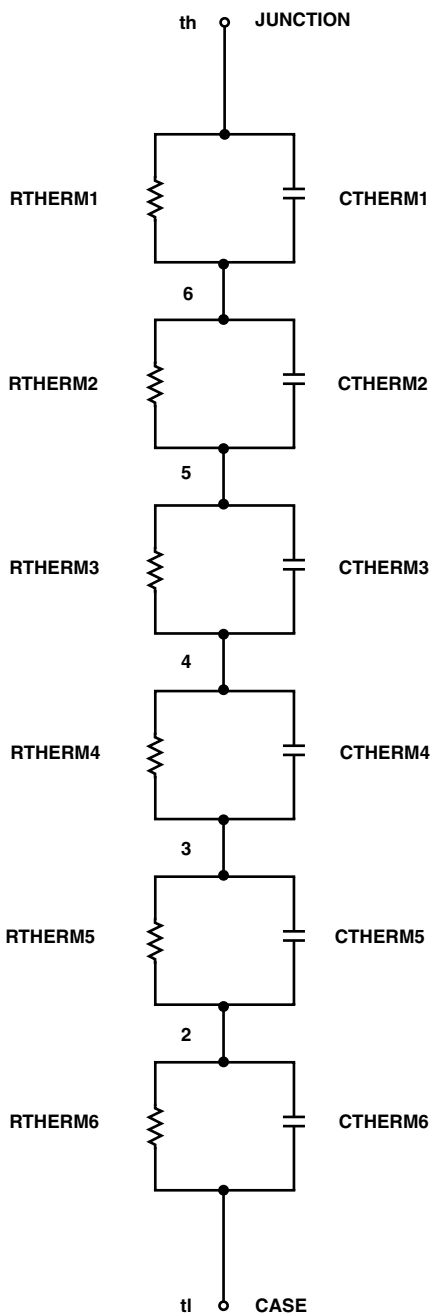 th JUNCTION
RTHERM1 CTHERM1
6
RTHERM2 CTHERM2
5
RTHERM3 CTHERM3
4
RTHERM4 CTHERM4
3
RTHERM5 CTHERM5
2
RTHERM6 CTHERM6
tl CASE